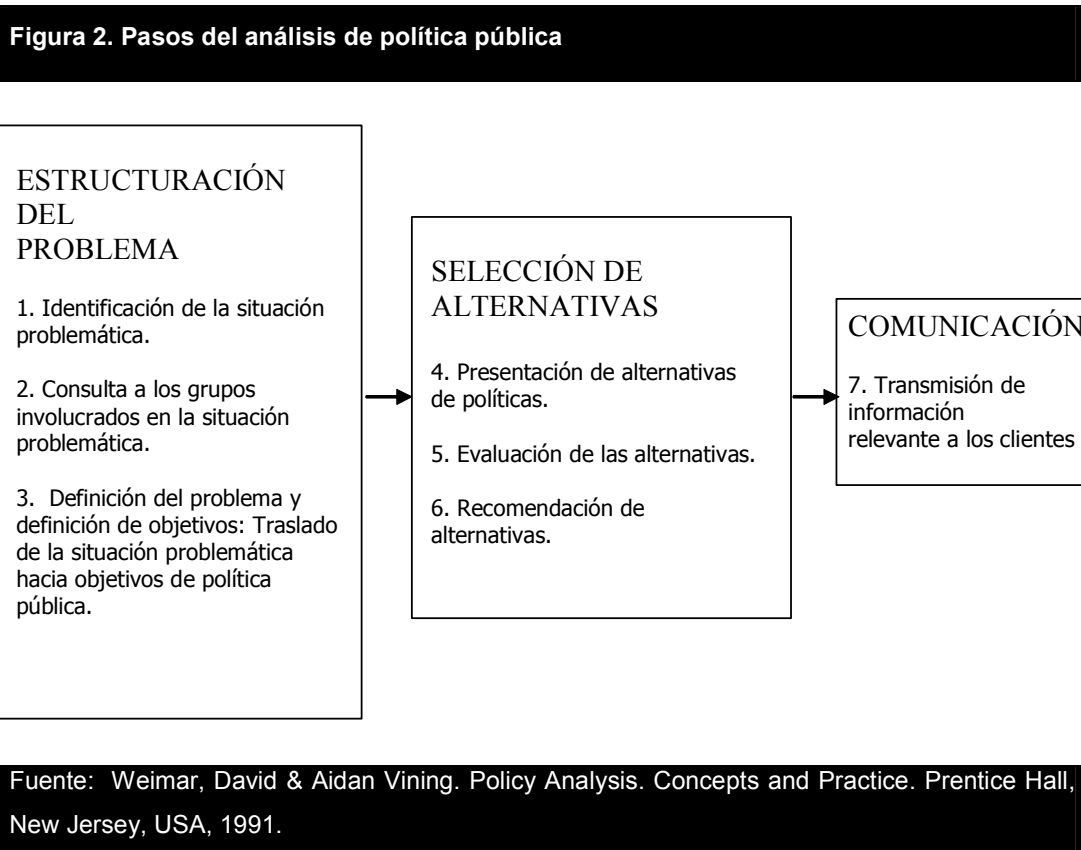 Figura 2. Pasos del análisis de política pública
ESTRUCTURACIÓN
DEL
PROBLEMA
1. Identificación de la situación
problemática.
2. Consulta a los grupos
involucrados en la situación
problemática.
3. Definición del problema y
definición de objetivos: Traslado
de la situación problemática
hacia objetivos de política
pública.
SELECCIÓN DE
ALTERNATIVAS
4. Presentación de alternativas
de políticas.
5. Evaluación de las alternativas.
6. Recomendación de
alternativas.
COMUNICACIÓN
7. Transmisión de
información
relevante a los clientes
Fuente: Weimar, David & Aidan Vining. Policy Analysis. Concepts and Practice. Prentice Hall,
New Jersey, USA, 1991.